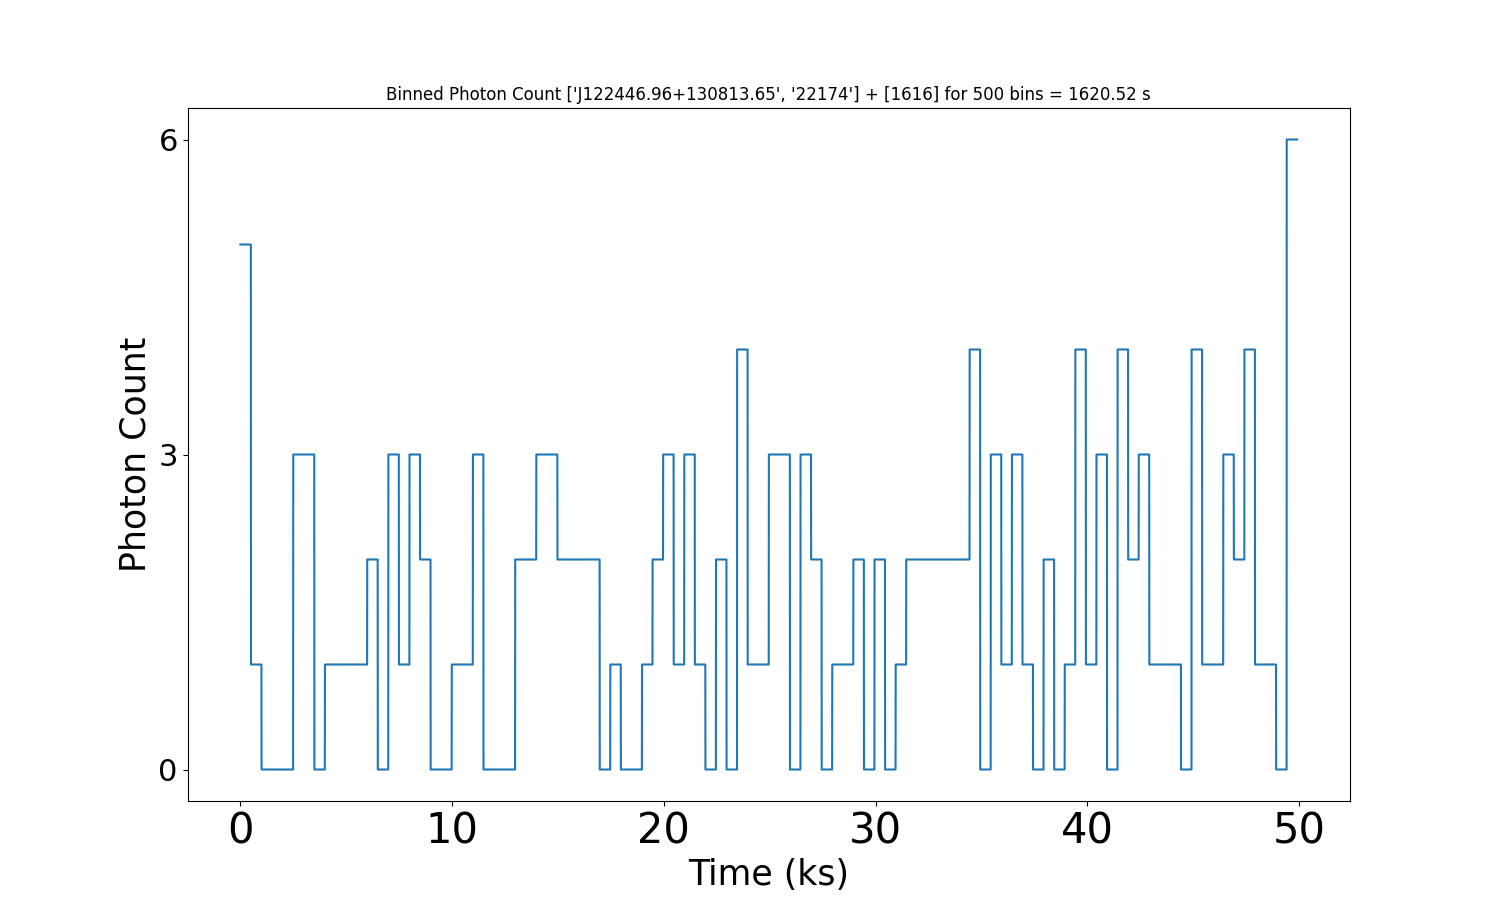 Binned Photon Count ['J122446.96+130813.65', '22174'] + [1616] for 500 bins = 1620.52 s
6
3
0
Photon Count
0 10 20 30 40 50
Time (ks)